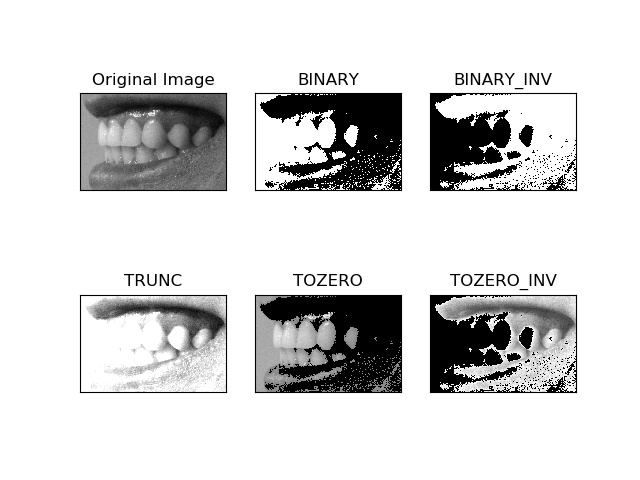 Original Image
BINARY
BINARY_INV
TRUNC
TOZERO
TOZERO_INV